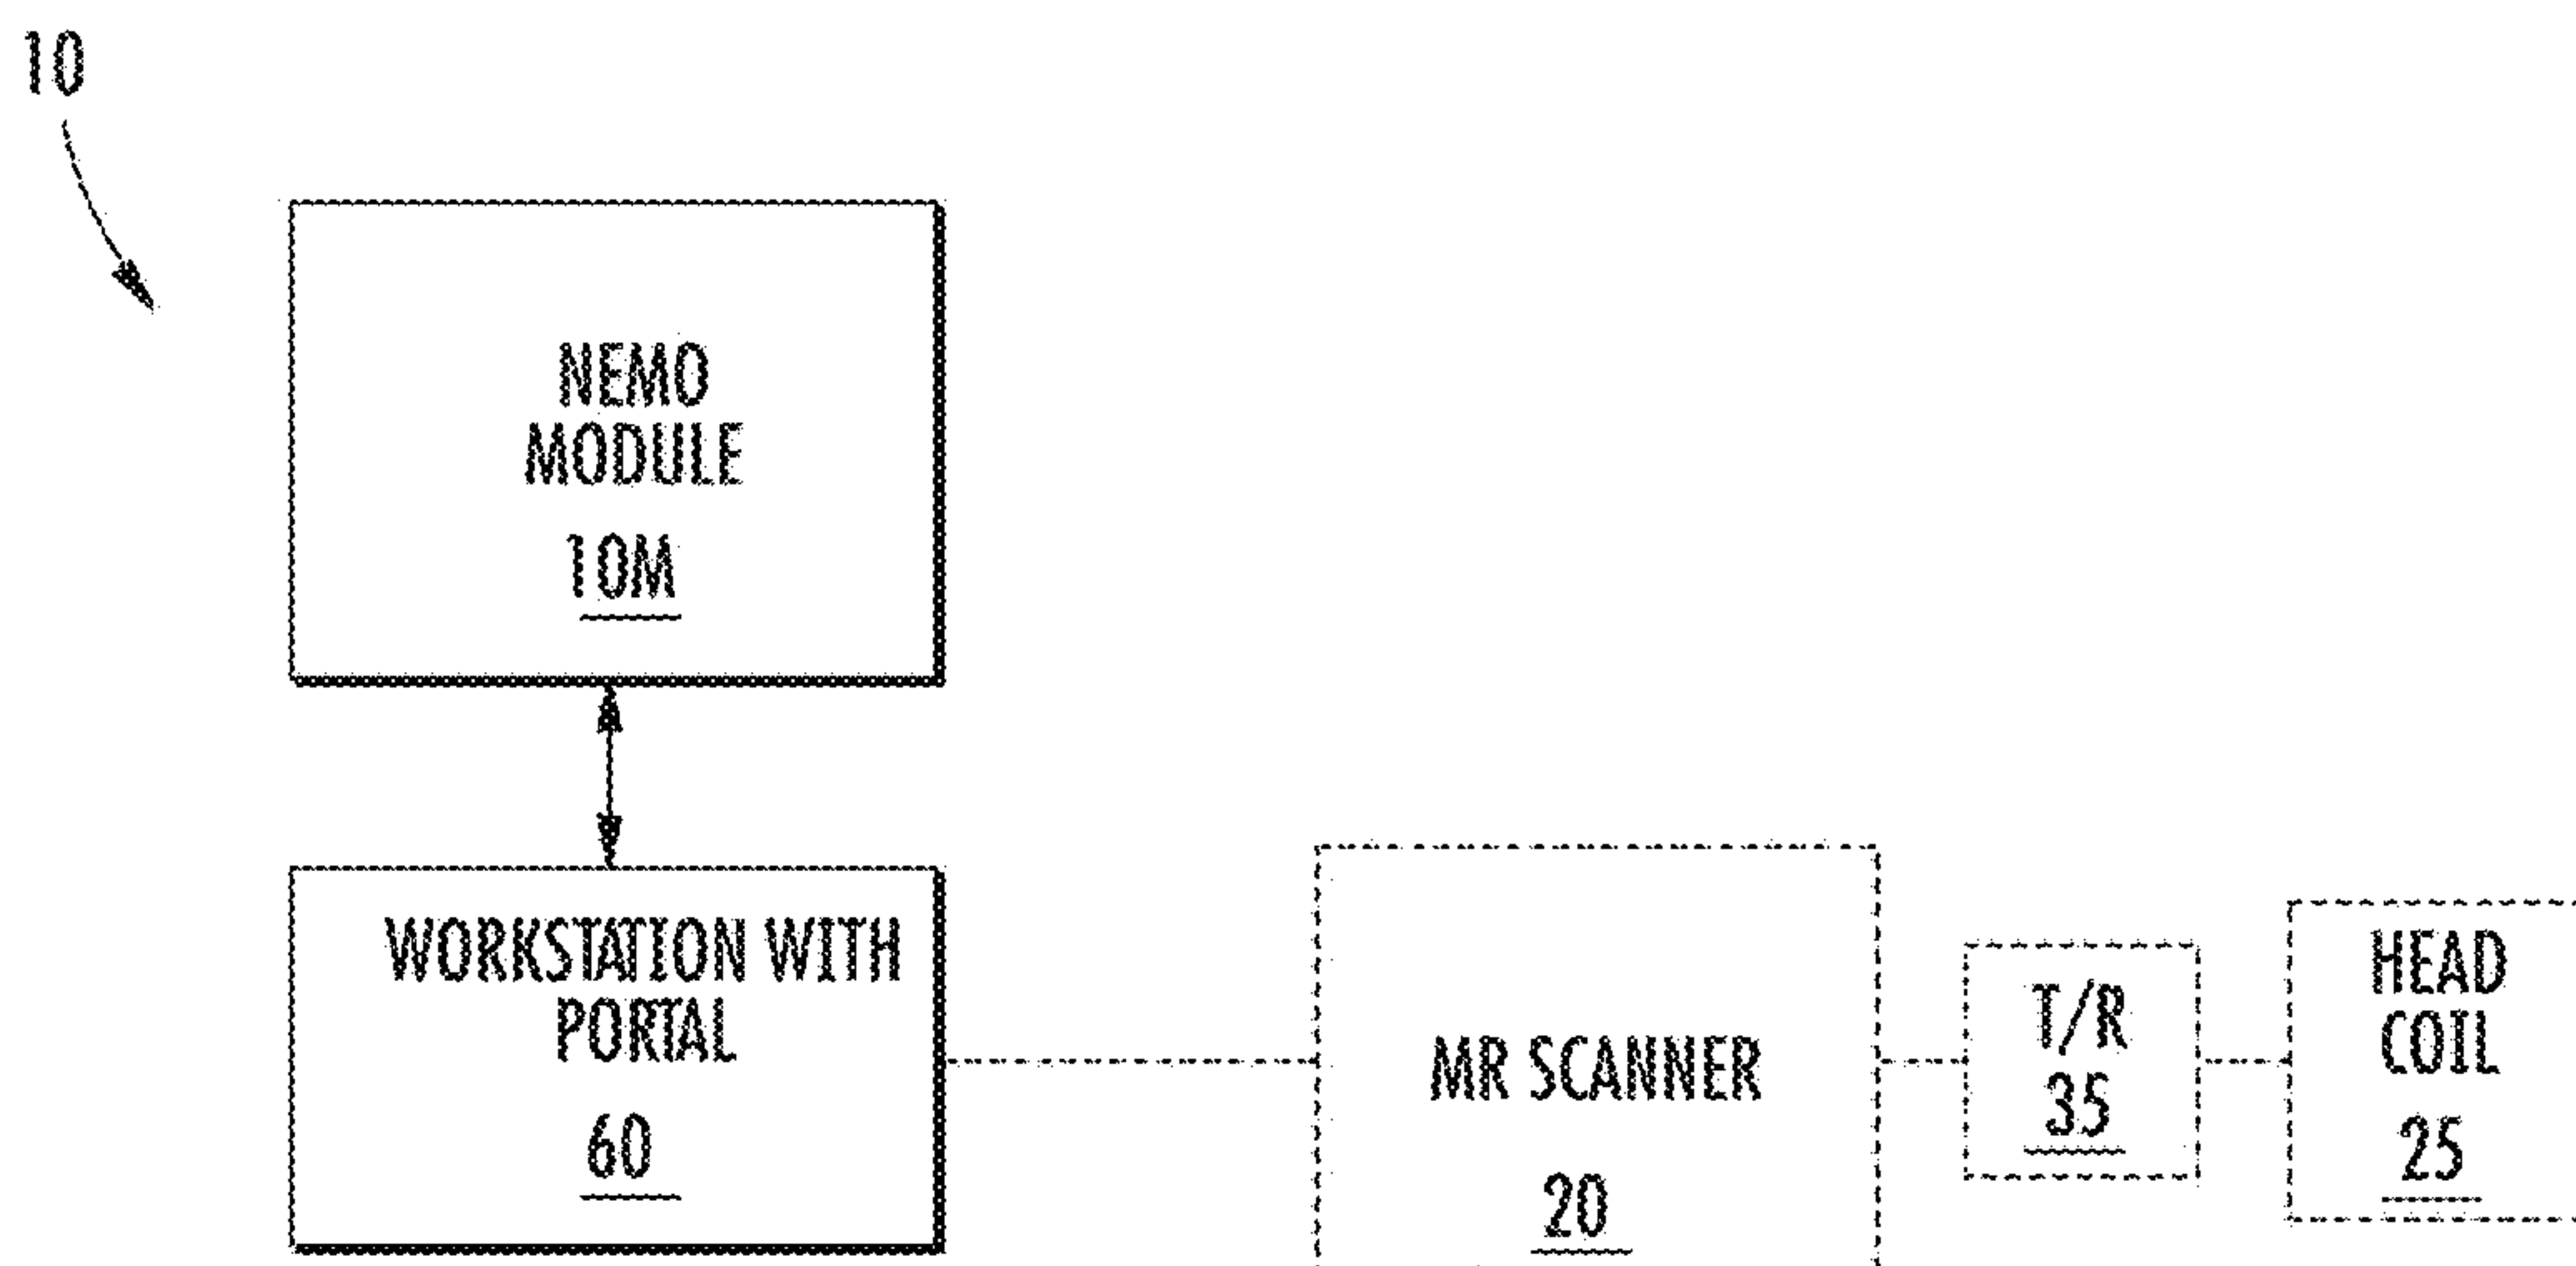 10
NEMO
MODULE
10M
WORKSTATION WITH
PORTAL
60
MR SCANNER
20
T/R
35
HEAD
COIL
25